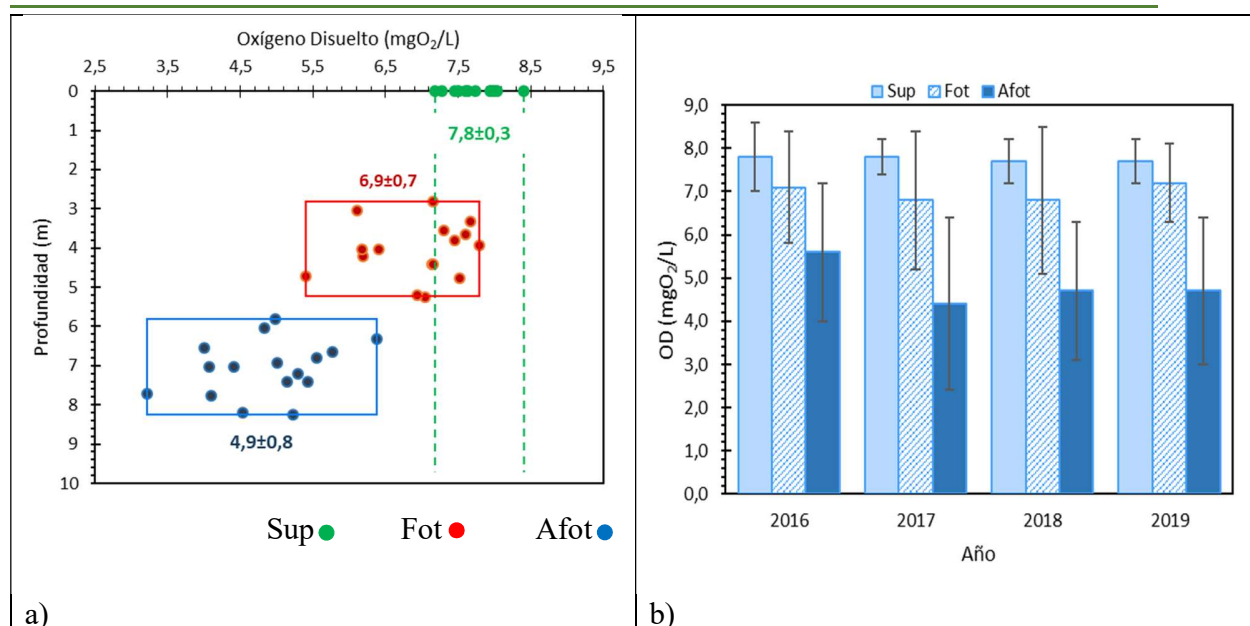 Oxígeno Disuelto (mgO₂/L)
2,5 3,5 4,5 5,5 6,5 7,5 8,5 9,5
0
1
2
3
4
5
6
7
8
9
10
Profundidad (m)
7,8±0,3
6,9±0,7
4,9±0,8
Sup Fot Afot
a)
Sup Fot Afot
9,0
8,0
7,0
6,0
5,0
4,0
3,0
2,0
1,0
0,0
OD (mgO₂/L)
2016 2017 2018 2019
Año
b)